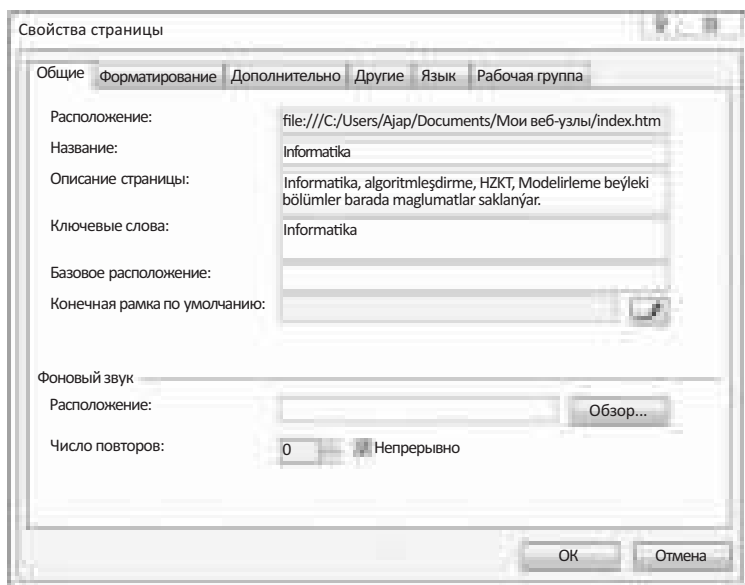 Свойства страницы
Общие Форматирование Дополнительно Другие Язык Рабочая группа
Расположение: file:///C:/Users/Ajap/Documents/Мои веб-узлы/index.htm
Название: Informatika
Описание страницы: Informatika, algoritmleşdirme, HZKT, Modelirleme beýleki
bölümler barada maglumatlar saklanýar.
Ключевые слова: Informatika
Базовое расположение:
Конечная рамка по умолчанию:
Фоновый звук
Расположение: Обзор...
Число повторов: 0 Непрерывно
ОК Отмена